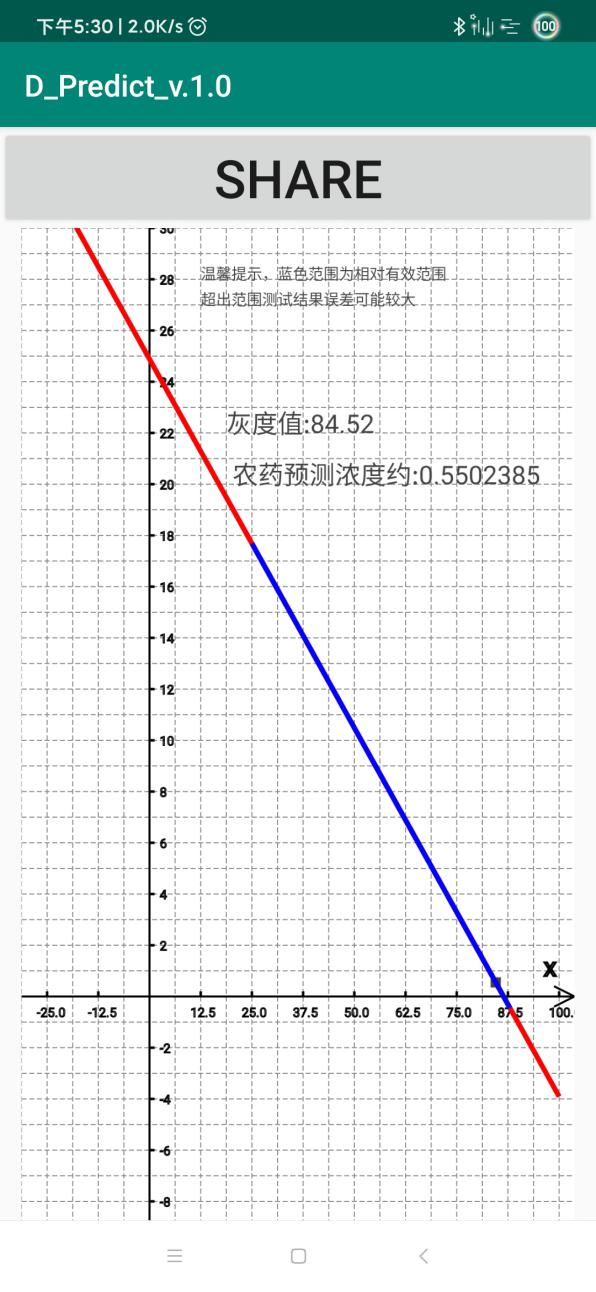 下午5:30 | 2.0K/s
100
D_Predict_v.1.0
SHARE
30
28
温馨提示，蓝色范围为相对有效范围
超出范围测试结果误差可能较大
26
24
灰度值:84.52
22
农药预测浓度约:0.5502385
20
18
16
14
12
10
8
6
4
2
X
-25.0 -12.5 12.5 25.0 37.5 50.0 62.5 75.0 87.5 100.
-2
-4
-6
-8